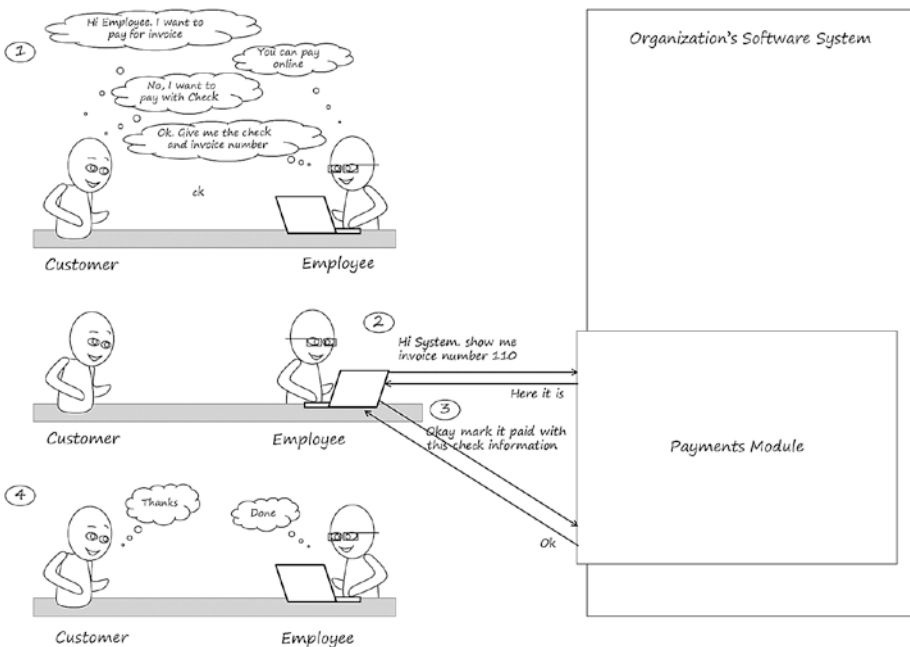 1
Hi Employee. I want to
pay for invoice
You can pay
online
No, I want to
pay with Check
Ok. Give me the check
and invoice number
ck
Customer
Employee
Organization's Software System
2
Hi System. show me
invoice number 110
Here it is
3
Okay mark it paid with
this check information
Ok
Customer
Employee
Payments Module
4
Thanks
Done
Customer
Employee